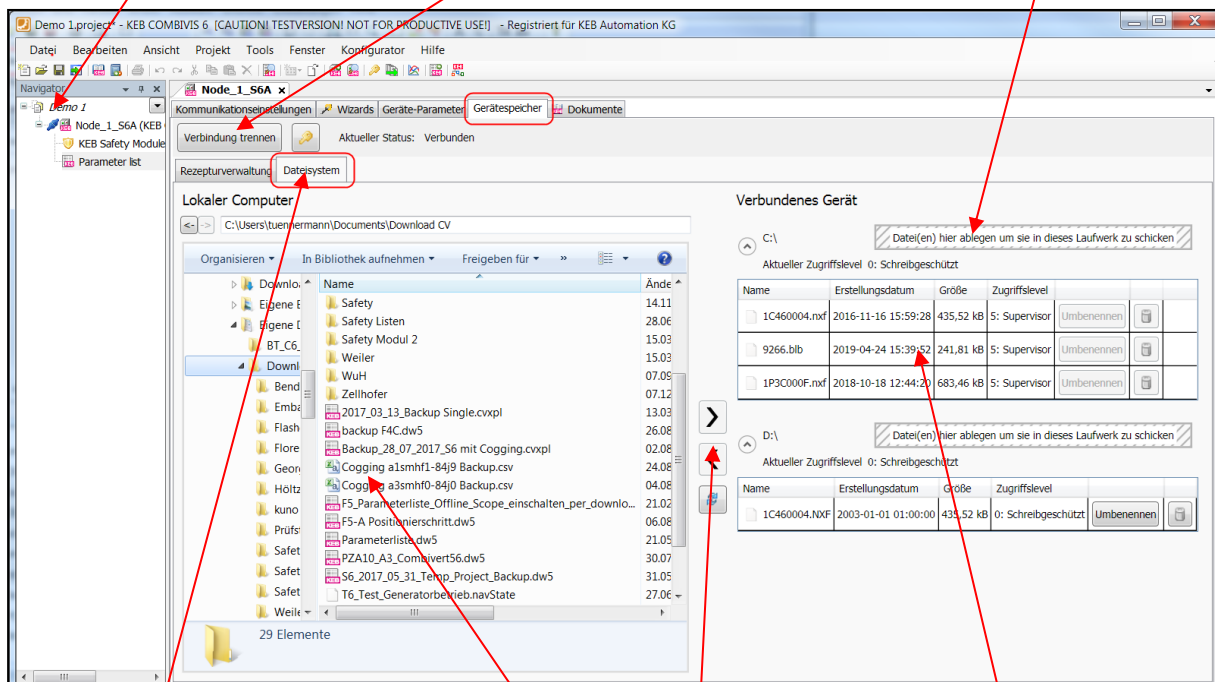 Demo 1.project* - KEB COMBIVIS 6 [CAUTION! TESTVERSION! NOT FOR PRODUCTIVE USE!] - Registriert für KEB Automation KG
Datei Bearbeiten Ansicht Projekt Tools Fenster Konfigurator Hilfe
Navigator
Node_1_S6A x
Demo 1
Node_1_S6A (KEB
KEB Safety Module
Parameter list
Kommunikationseinstellungen Wizards Geräte-Parameter Gerätespeicher Dokumente
Verbindung trennen Aktueller Status: Verbunden
Rezepturverwaltung Dateisystem
Lokaler Computer
C:\Users\tuennermann\Documents\Download CV
Organisieren In Bibliothek aufnehmen Freigeben für »
Downlo
Eigene B
Eigene D
BT_C6_
Downl
Bend
Emba
Flash
Flore
Georg
Höltz
kuno
Prüfst
Safet
Safet
Safet
Weile
Name Ände
Safety 14.11
Safety Listen 28.06
Safety Modul 2 15.03
Weiler 15.03
WuH 07.09
Zellhofer 07.12
2017_03_13_Backup Single.cvxpl 13.03
backup F4C.dw5 26.08
Backup_28_07_2017_S6 mit Cogging.cvxpl 02.08
Cogging a1smhf1-84j9 Backup.csv 24.08
Cogging a3smhf0-84j0 Backup.csv 04.08
F5_Parameterliste_Offline_Scope_einschalten_per_downlo... 21.02
F5-A Positionierschritt.dw5 06.08
Parameterliste.dw5 21.05
PZA10_A3_Combivert56.dw5 30.07
S6_2017_05_31_Temp_Project_Backup.dw5 31.05
T6_Test_Generatorbetrieb.navState 27.06
29 Elemente
Verbundenes Gerät
C:\ Datei(en) hier ablegen um sie in dieses Laufwerk zu schicken
Aktueller Zugriffslevel 0: Schreibgeschützt
Name Erstellungsdatum Größe Zugriffslevel
1C460004.nxf 2016-11-16 15:59:28 435,52 kB 5: Supervisor Umbenennen
9266.blb 2019-04-24 15:39:52 241,81 kB 5: Supervisor Umbenennen
1P3C000F.nxf 2018-10-18 12:44:20 683,46 kB 5: Supervisor Umbenennen
D:\ Datei(en) hier ablegen um sie in dieses Laufwerk zu schicken
Aktueller Zugriffslevel 0: Schreibgeschützt
Name Erstellungsdatum Größe Zugriffslevel
1C460004.NXF 2003-01-01 01:00:00 435,52 kB 0: Schreibgeschützt Umbenennen